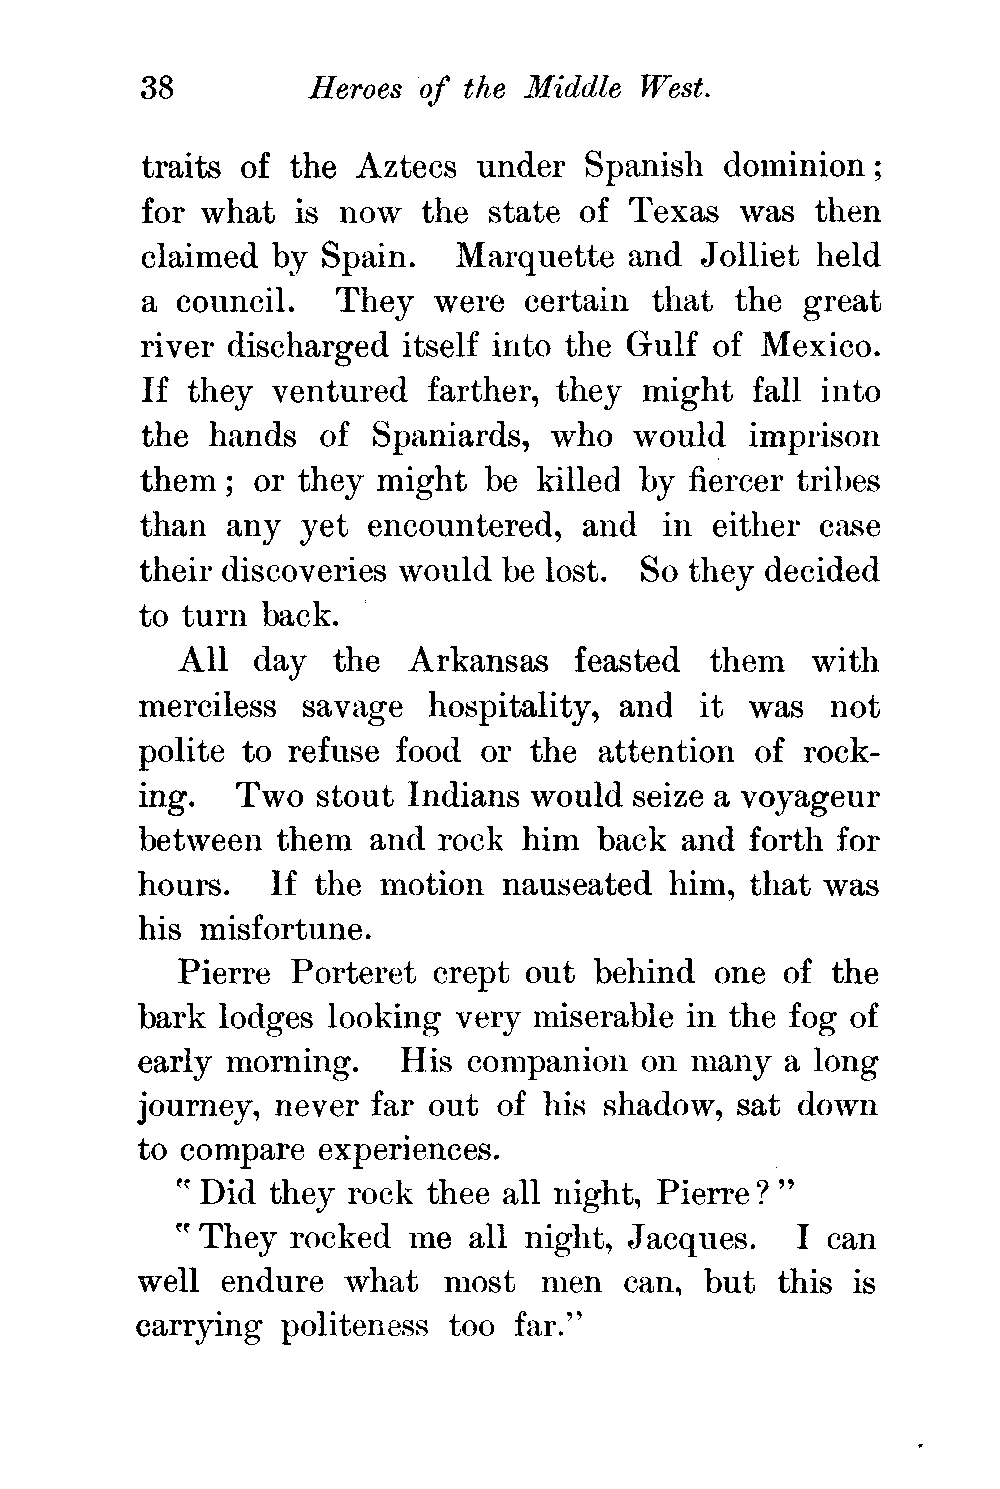 38 Heroes of the Middle West.
traits of the Aztecs under Spanish dominion;
for what is now the state of Texas was then
claimed by Spain. Marquette and Jolliet held
a council. They were certain that the great
river discharged itself into the Gulf of Mexico.
If they ventured farther, they might fall into
the hands of Spaniards, who would imprison
them; or they might be killed by fiercer tribes
than any yet encountered, and in either case
their discoveries would be lost. So they decided
to turn back.
All day the Arkansas feasted them with
merciless savage hospitality, and it was not
polite to refuse food or the attention of rock-
ing. Two stout Indians would seize a voyageur
between them and rock him back and forth for
hours. If the motion nauseated him, that was
his misfortune.
Pierre Porteret crept out behind one of the
bark lodges looking very miserable in the fog of
early morning. His companion on many a long
journey, never far out of his shadow, sat down
to compare experiences.
"Did they rock thee all night, Pierre?"
"They rocked me all night, Jacques. I can
well endure what most men can, but this is
carrying politeness too far."